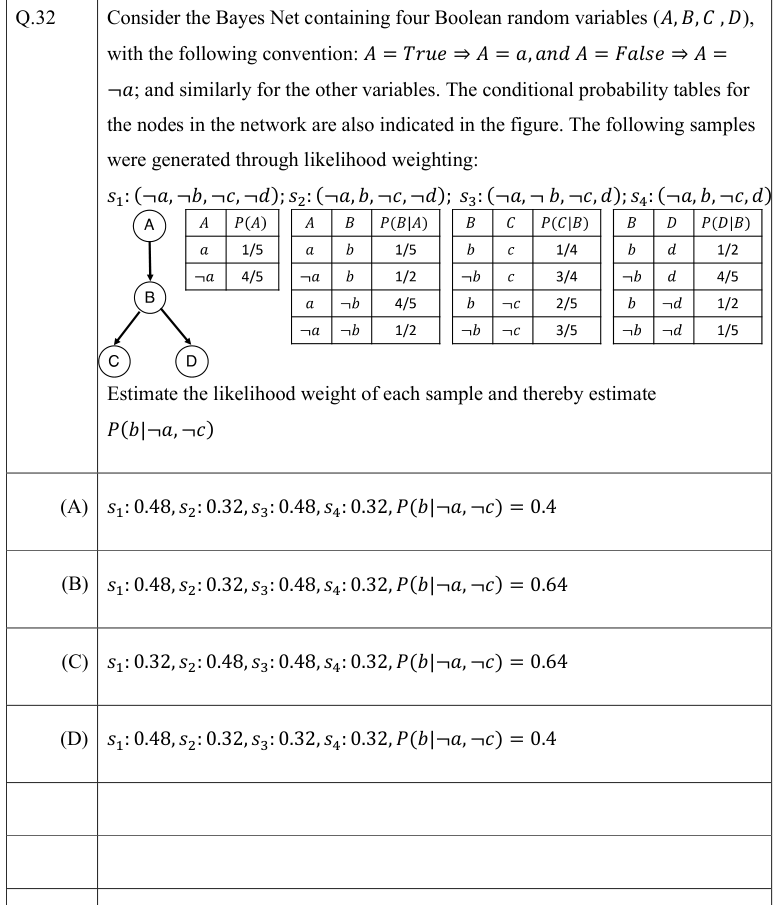 Q.32 Consider the Bayes Net containing four Boolean random variables (A, B, C , D),
with the following convention: A = True ⇒ A = a, and A = False ⇒ A =
¬a; and similarly for the other variables. The conditional probability tables for
the nodes in the network are also indicated in the figure. The following samples
were generated through likelihood weighting:
s₁: (¬a, ¬b, ¬c, ¬d); s₂: (¬a, b, ¬c, ¬d); s₃: (¬a, ¬ b, ¬c, d); s₄: (¬a, b, ¬c, d)
A
B
C D
A P(A)
a 1/5
¬a 4/5
A B P(B|A)
a b 1/5
¬a b 1/2
a ¬b 4/5
¬a ¬b 1/2
B C P(C|B)
b c 1/4
¬b c 3/4
b ¬c 2/5
¬b ¬c 3/5
B D P(D|B)
b d 1/2
¬b d 4/5
b ¬d 1/2
¬b ¬d 1/5
Estimate the likelihood weight of each sample and thereby estimate
P(b|¬a, ¬c)
(A) s₁: 0.48, s₂: 0.32, s₃: 0.48, s₄: 0.32, P(b|¬a, ¬c) = 0.4
(B) s₁: 0.48, s₂: 0.32, s₃: 0.48, s₄: 0.32, P(b|¬a, ¬c) = 0.64
(C) s₁: 0.32, s₂: 0.48, s₃: 0.48, s₄: 0.32, P(b|¬a, ¬c) = 0.64
(D) s₁: 0.48, s₂: 0.32, s₃: 0.32, s₄: 0.32, P(b|¬a, ¬c) = 0.4